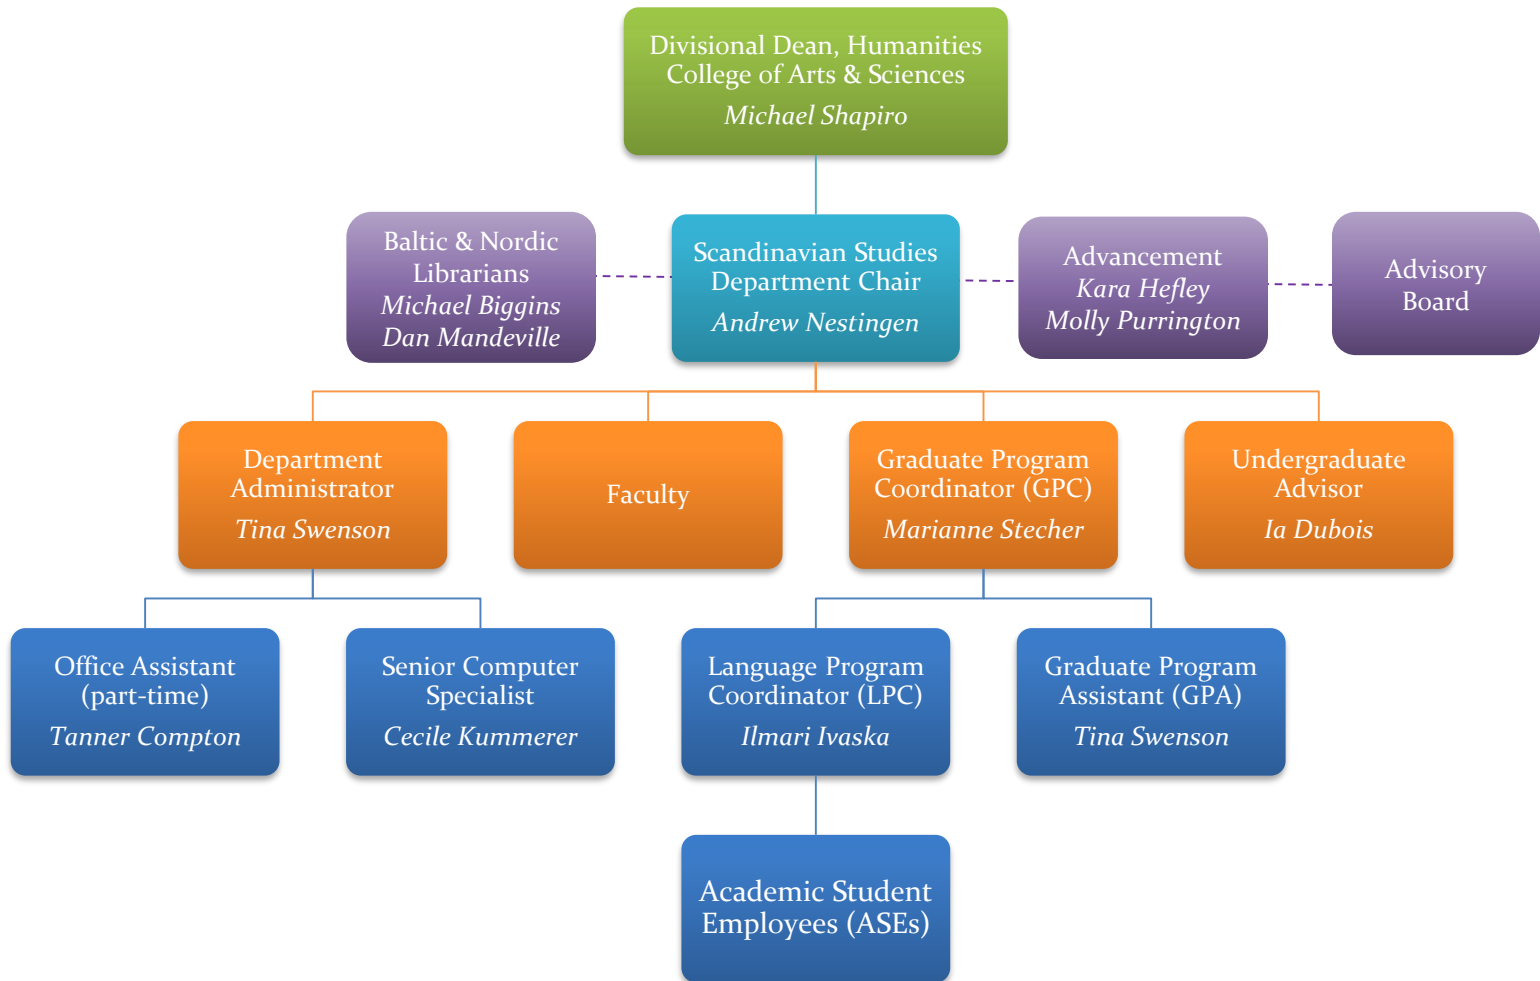 Divisional Dean, Humanities
College of Arts & Sciences
Michael Shapiro
Baltic & Nordic
Librarians
Michael Biggins
Dan Mandeville
Scandinavian Studies
Department Chair
Andrew Nestingen
Advancement
Kara Hefley
Molly Purrington
Advisory
Board
Department
Administrator
Tina Swenson
Faculty
Graduate Program
Coordinator (GPC)
Marianne Stecher
Undergraduate
Advisor
Ia Dubois
Office Assistant
(part-time)
Tanner Compton
Senior Computer
Specialist
Cecile Kummerer
Language Program
Coordinator (LPC)
Ilmari Ivaska
Graduate Program
Assistant (GPA)
Tina Swenson
Academic Student
Employees (ASEs)